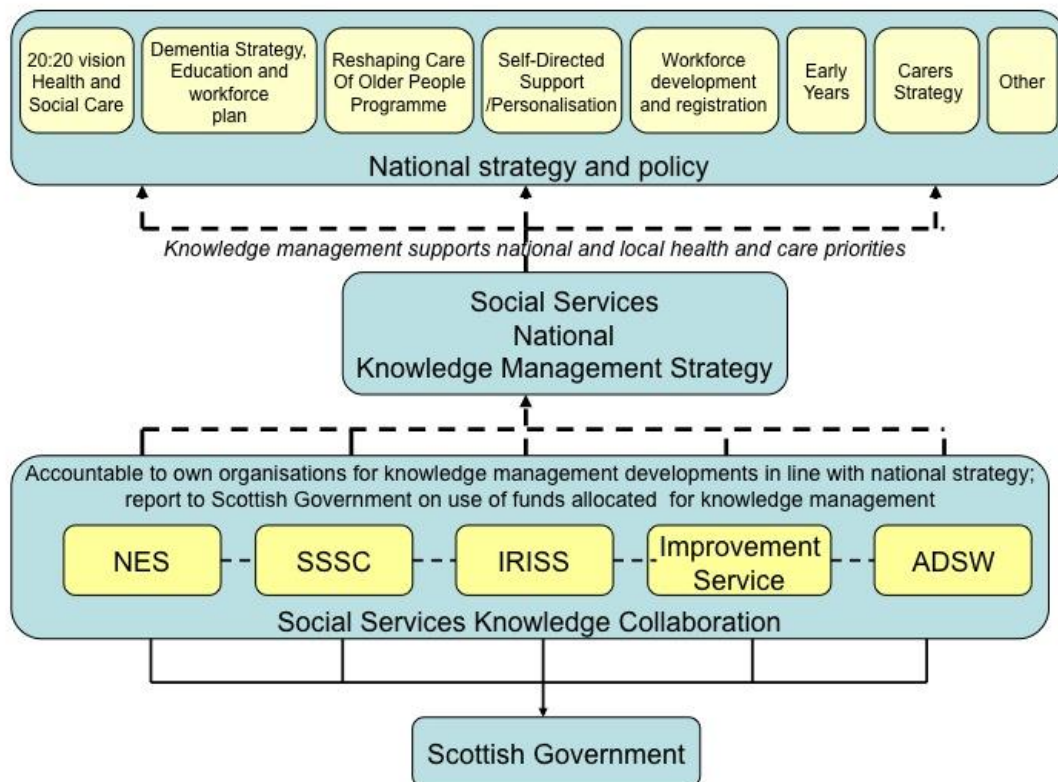 20:20 vision
Health and
Social Care
Dementia Strategy,
Education and
workforce
plan
Reshaping Care
Of Older People
Programme
Self-Directed
Support
/Personalisation
Workforce
development
and registration
Early
Years
Carers
Strategy
Other
National strategy and policy
Knowledge management supports national and local health and care priorities
Social Services
National
Knowledge Management Strategy
Accountable to own organisations for knowledge management developments in line with national strategy;
report to Scottish Government on use of funds allocated for knowledge management
NES
SSSC
IRISS
Improvement
Service
ADSW
Social Services Knowledge Collaboration
Scottish Government